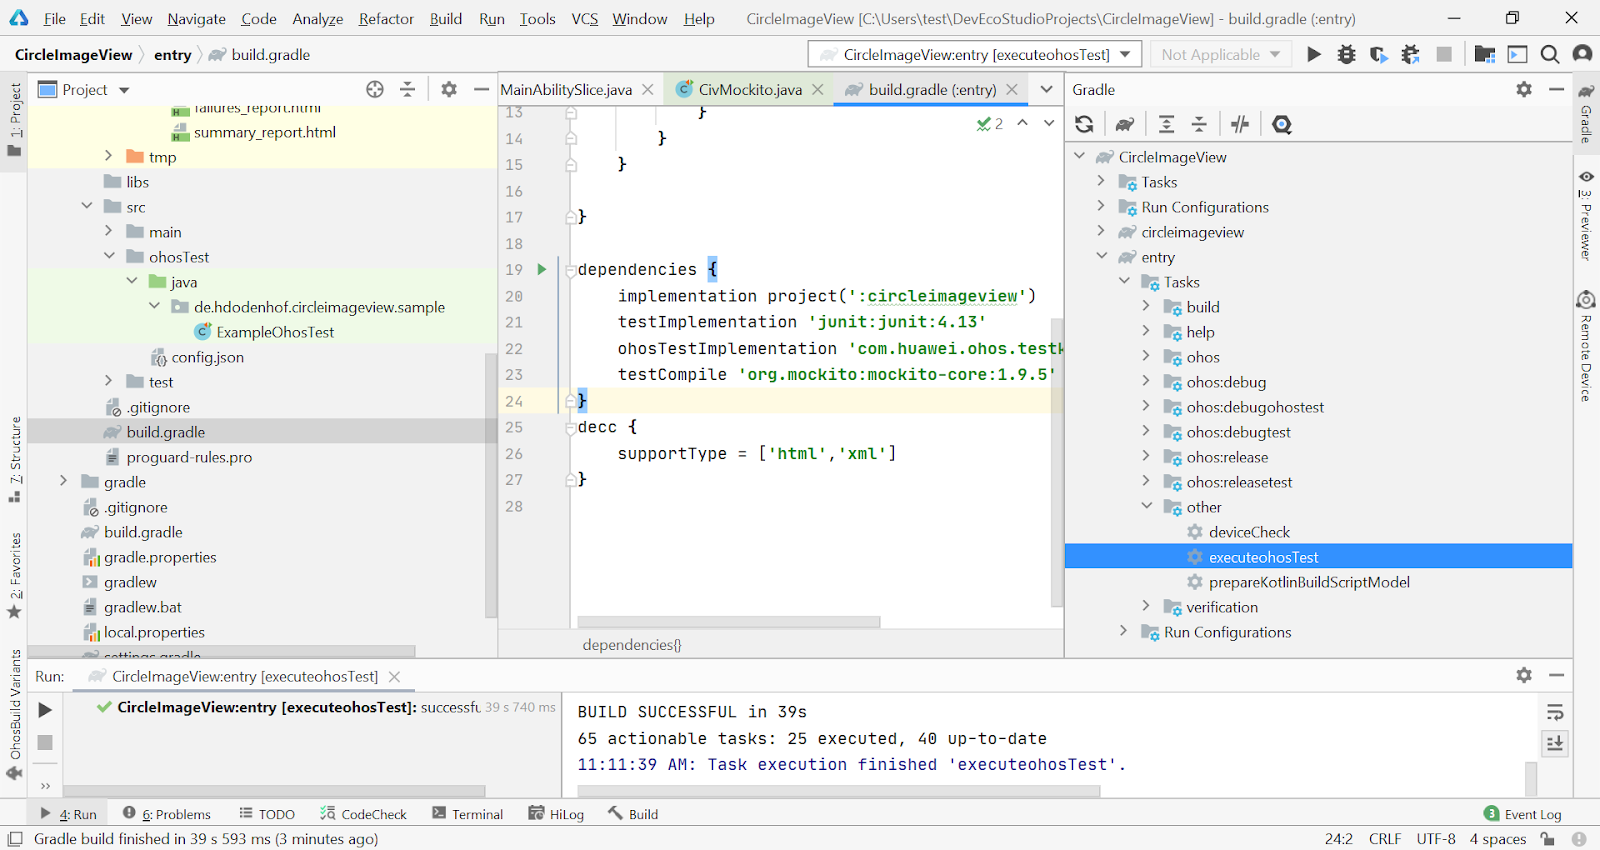 File Edit View Navigate Code Analyze Refactor Build Run Tools VCS Window Help CircleImageView [C:\Users\test\DevEcoStudioProjects\CircleImageView] - build.gradle (:entry)
CircleImageView entry build.gradle CircleImageView:entry [executeohosTest] Not Applicable
1: Project
7: Structure
2: Favorites
OhosBuild Variants
Project
failures_report.html
summary_report.html
tmp
libs
src
main
ohosTest
java
de.hdodenhof.circleimageview.sample
ExampleOhosTest
config.json
test
.gitignore
build.gradle
proguard-rules.pro
gradle
.gitignore
build.gradle
gradle.properties
gradlew
gradlew.bat
local.properties
settings.gradle
MainAbilitySlice.java CivMockito.java build.gradle (:entry)
2
13 }
14 }
15 }
16
17 }
18
19 dependencies {
20 implementation project(':circleimageview')
21 testImplementation 'junit:junit:4.13'
22 ohosTestImplementation 'com.huawei.ohos.testk
23 testCompile 'org.mockito:mockito-core:1.9.5'
24 }
25 decc {
26 supportType = ['html','xml']
27 }
28
dependencies{}
Gradle
CircleImageView
Tasks
Run Configurations
circleimageview
entry
Tasks
build
help
ohos
ohos:debug
ohos:debugohostest
ohos:debugtest
ohos:release
ohos:releasetest
other
deviceCheck
executeohosTest
prepareKotlinBuildScriptModel
verification
Run Configurations
Gradle
3: Previewer
Remote Device
Run: CircleImageView:entry [executeohosTest]
CircleImageView:entry [executeohosTest]: successfu 39 s 740 ms
BUILD SUCCESSFUL in 39s
65 actionable tasks: 25 executed, 40 up-to-date
11:11:39 AM: Task execution finished 'executeohosTest'.
4: Run 6: Problems TODO CodeCheck Terminal HiLog Build 3 Event Log
Gradle build finished in 39 s 593 ms (3 minutes ago) 24:2 CRLF UTF-8 4 spaces